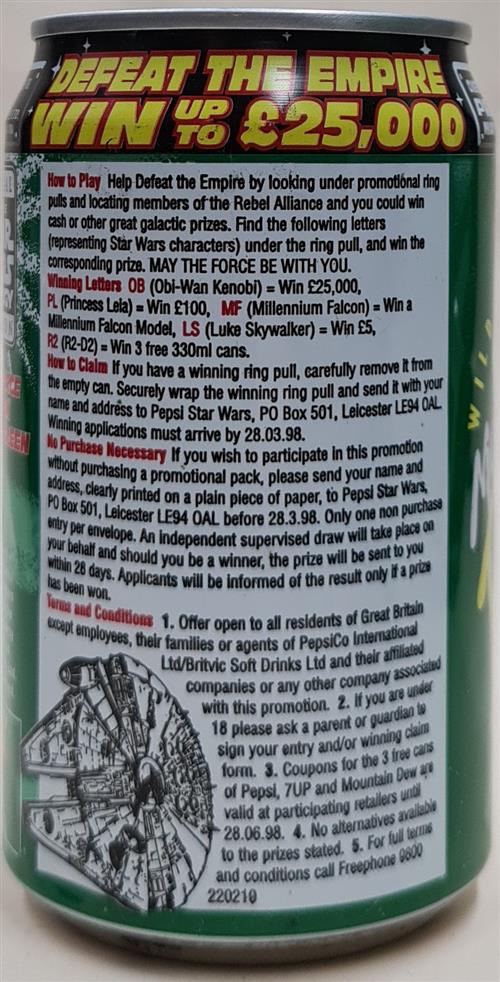 DEFEAT THE EMPIRE
WIN UP TO £25,000
How to Play Help Defeat the Empire by looking under promotional ring
pulls and locating members of the Rebel Alliance and you could win
cash or other great galactic prizes. Find the following letters
(representing Star Wars characters) under the ring pull, and win the
corresponding prize. MAY THE FORCE BE WITH YOU.
Winning Letters OB (Obi-Wan Kenobi) = Win £25,000,
PL (Princess Leia) = Win £100, MF (Millennium Falcon) = Win a
Millennium Falcon Model, LS (Luke Skywalker) = Win £5,
R2 (R2-D2) = Win 3 free 330ml cans.
How to Claim If you have a winning ring pull, carefully remove it from
the empty can. Securely wrap the winning ring pull and send it with your
name and address to Pepsi Star Wars, PO Box 501, Leicester LE94 OAL.
Winning applications must arrive by 28.03.98.
No Purchase Necessary If you wish to participate in this promotion
without purchasing a promotional pack, please send your name and
address, clearly printed on a plain piece of paper, to Pepsi Star Wars,
PO Box 501, Leicester LE94 OAL before 28.3.98. Only one non purchase
entry per envelope. An independent supervised draw will take place on
your behalf and should you be a winner, the prize will be sent to you
within 28 days. Applicants will be informed of the result only if a prize
has been won.
Terms and Conditions 1. Offer open to all residents of Great Britain
except employees, their families or agents of PepsiCo International
Ltd/Britvic Soft Drinks Ltd and their affiliated
companies or any other company associated
with this promotion. 2. If you are under
18 please ask a parent or guardian to
sign your entry and/or winning claim
form. 3. Coupons for the 3 free cans
of Pepsi, 7UP and Mountain Dew are
valid at participating retailers until
28.06.98. 4. No alternatives available
to the prizes stated. 5. For full terms
and conditions call Freephone 0800
220210
WILD